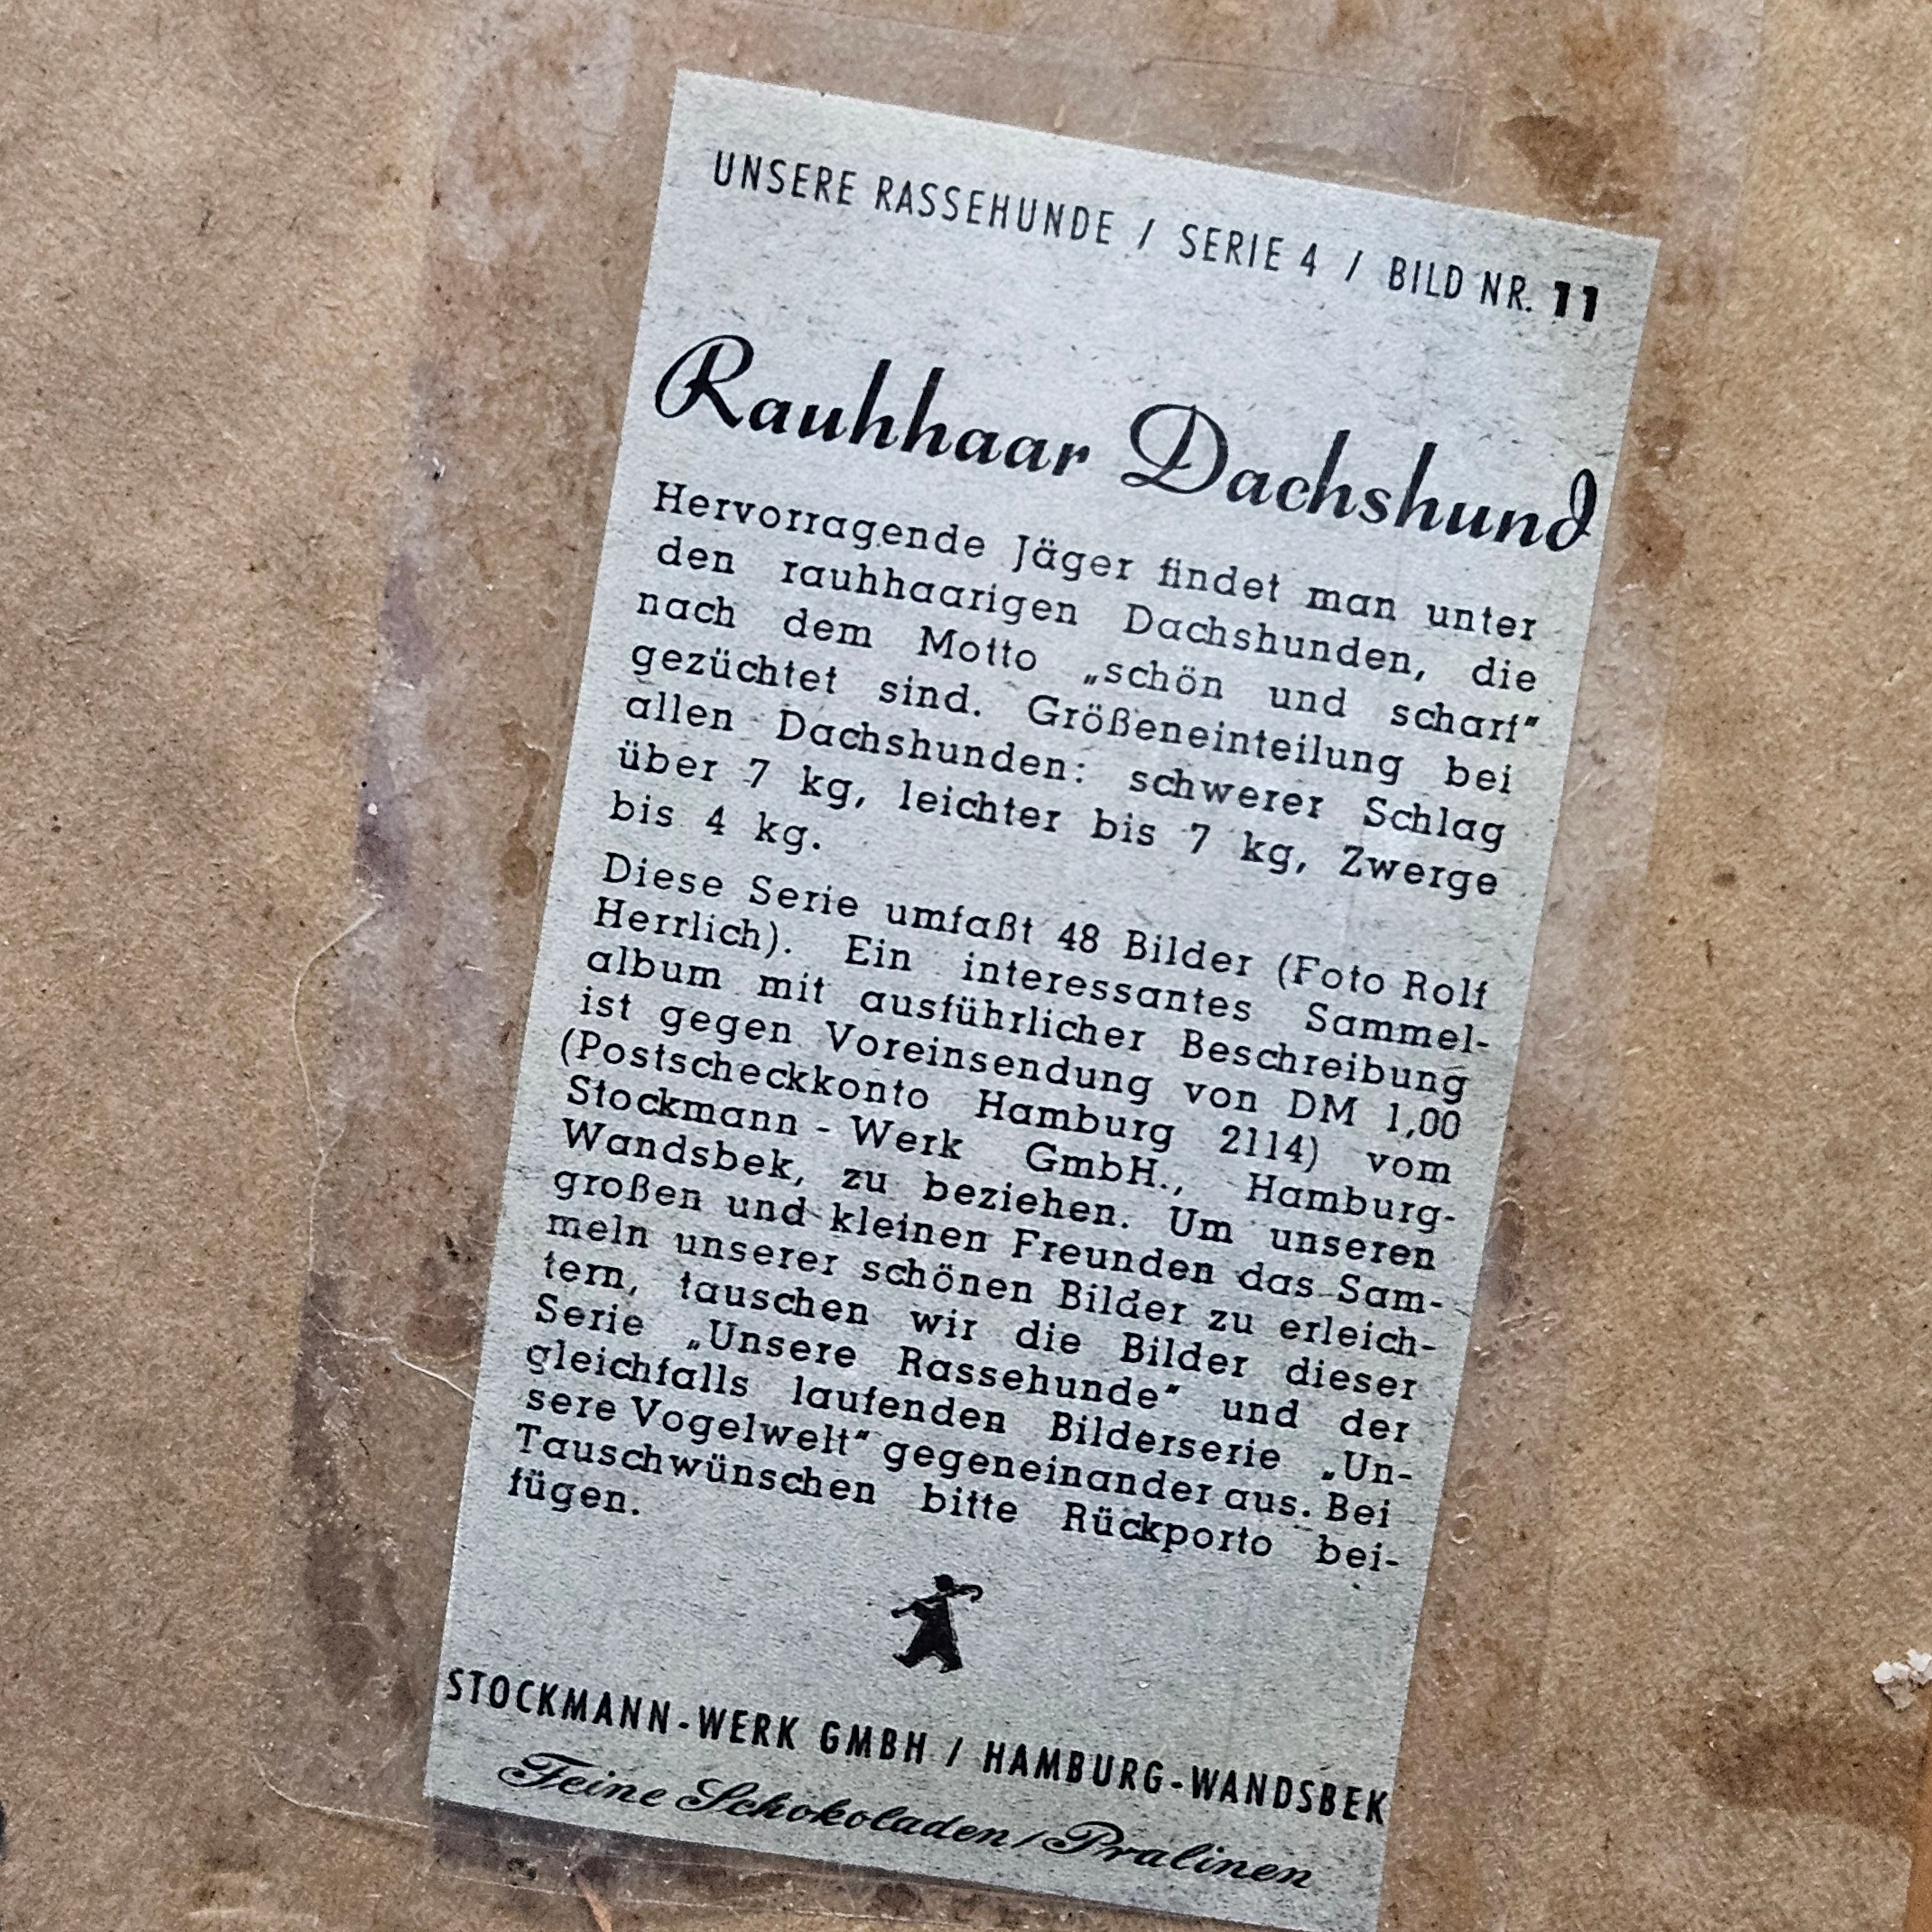 UNSERE RASSEHUNDE / SERIE 4 / BILD NR. 11
Rauhhaar Dachshund
Hervorragende Jäger findet man unter
den rauhhaarigen Dachshunden, die
nach dem Motto „schön und scharf"
gezüchtet sind. Größeneinteilung bei
allen Dachshunden: schwerer Schlag
über 7 kg, leichter bis 7 kg, Zwerge
bis 4 kg.
Diese Serie umfaßt 48 Bilder (Foto Rolf
Herrlich). Ein interessantes Sammel-
album mit ausführlicher Beschreibung
ist gegen Voreinsendung von DM 1,00
(Postscheckkonto Hamburg 2114) vom
Stockmann - Werk GmbH., Hamburg-
Wandsbek, zu beziehen. Um unseren
großen und kleinen Freunden das Sam-
meln unserer schönen Bilder zu erleich-
tern, tauschen wir die Bilder dieser
Serie „Unsere Rassehunde" und der
gleichfalls laufenden Bilderserie „Un-
sere Vogelwelt" gegeneinander aus. Bei
Tauschwünschen bitte Rückporto bei-
fügen.
STOCKMANN-WERK GMBH / HAMBURG-WANDSBEK
Feine Schokoladen / Pralinen